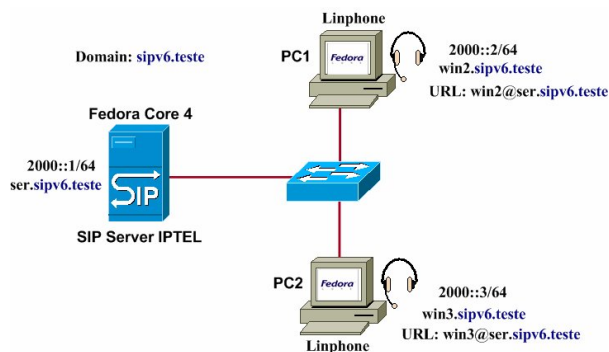 Linphone
Domain: sipv6.teste
PC1
Fedora
2000::2/64
win2.sipv6.teste
URL: win2@ser.sipv6.teste
Fedora Core 4
2000::1/64
ser.sipv6.teste
SIP
SIP Server IPTEL
PC2
Fedora
2000::3/64
win3.sipv6.teste
URL: win3@ser.sipv6.teste
Linphone